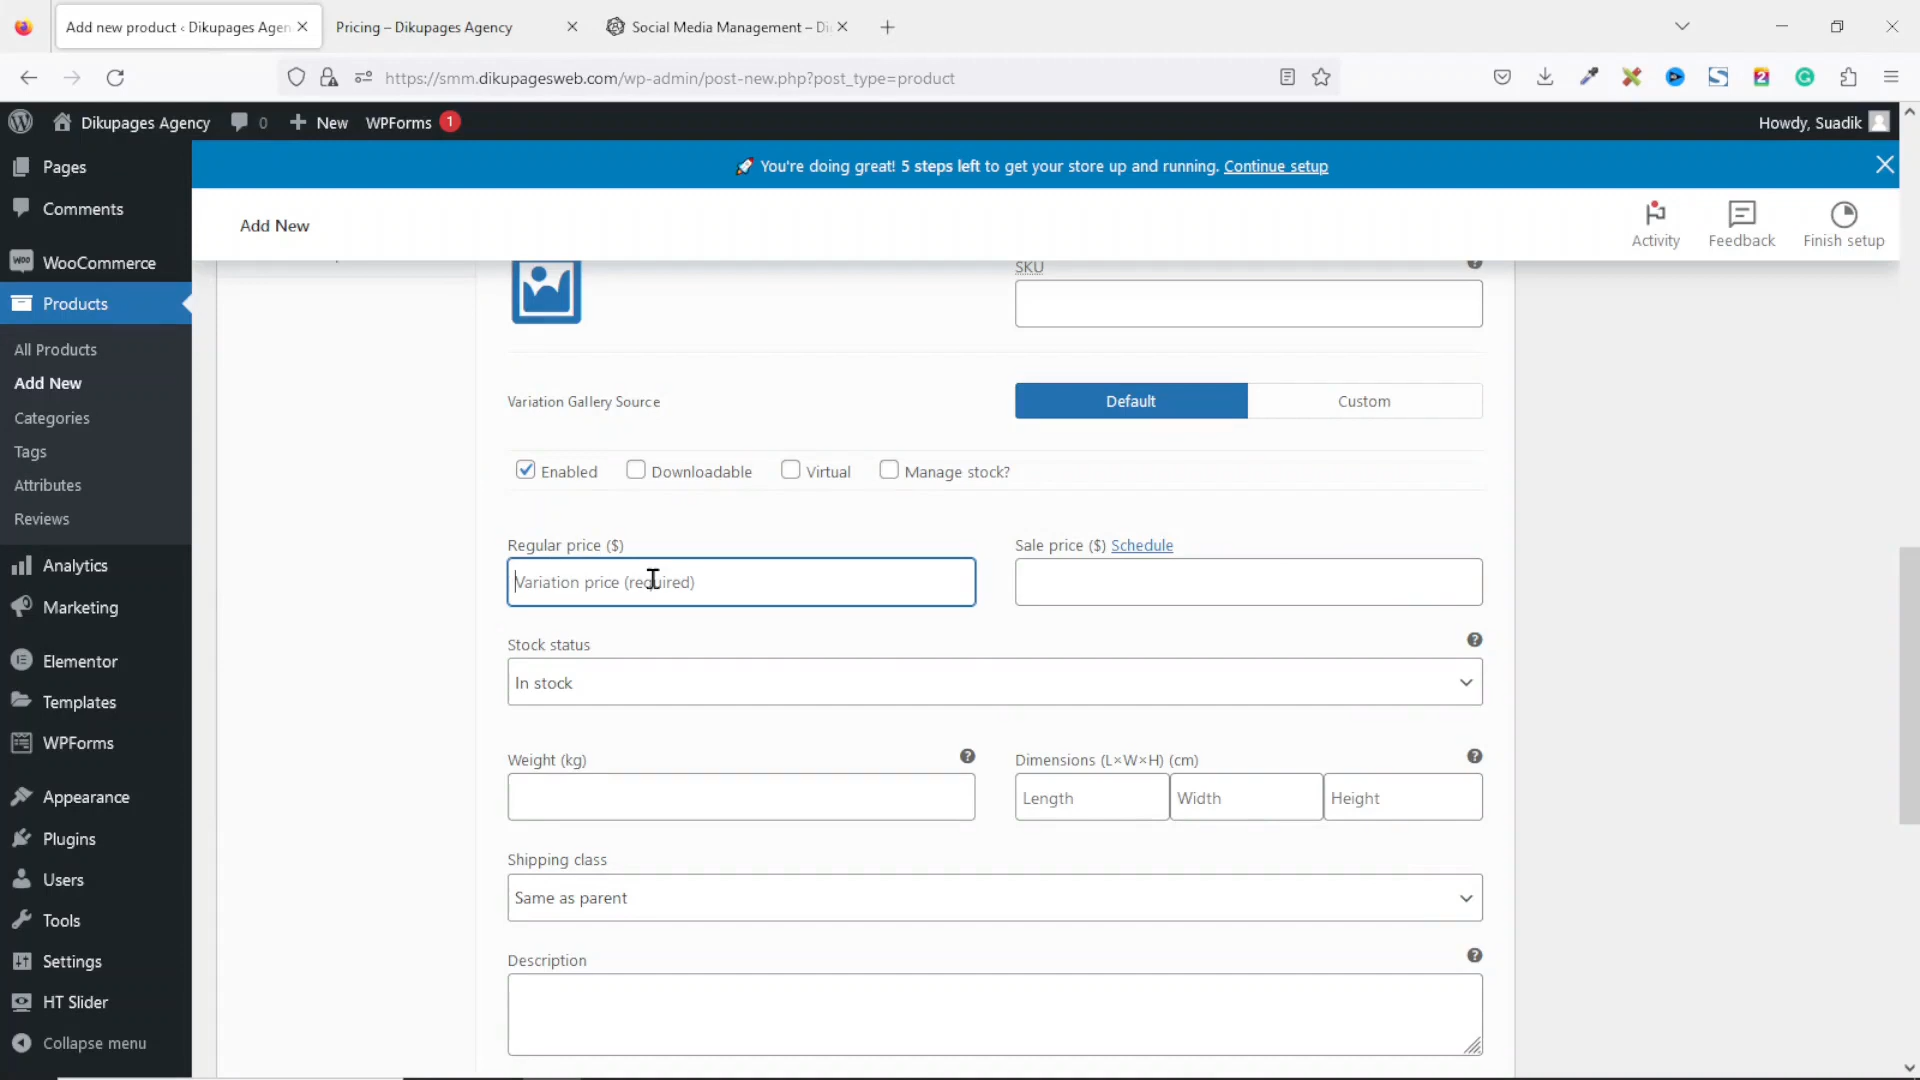 Add new product ‹ Dikupages Agen
Pricing – Dikupages Agency
Social Media Management – Di
https://smm.dikupagesweb.com/wp-admin/post-new.php?post_type=product
Dikupages Agency
0
New
WPForms 1
Howdy, Suadik
Pages
Comments
WooCommerce
Products
All Products
Add New
Categories
Tags
Attributes
Reviews
Analytics
Marketing
Elementor
Templates
WPForms
Appearance
Plugins
Users
Tools
Settings
HT Slider
Collapse menu
🚀 You're doing great! 5 steps left to get your store up and running. Continue setup
Add New
Activity
Feedback
Finish setup
SKU
Variation Gallery Source
Default
Custom
Enabled
Downloadable
Virtual
Manage stock?
Regular price ($)
Variation price (required)
Sale price ($) Schedule
Stock status
In stock
Weight (kg)
Dimensions (L×W×H) (cm)
Length
Width
Height
Shipping class
Same as parent
Description